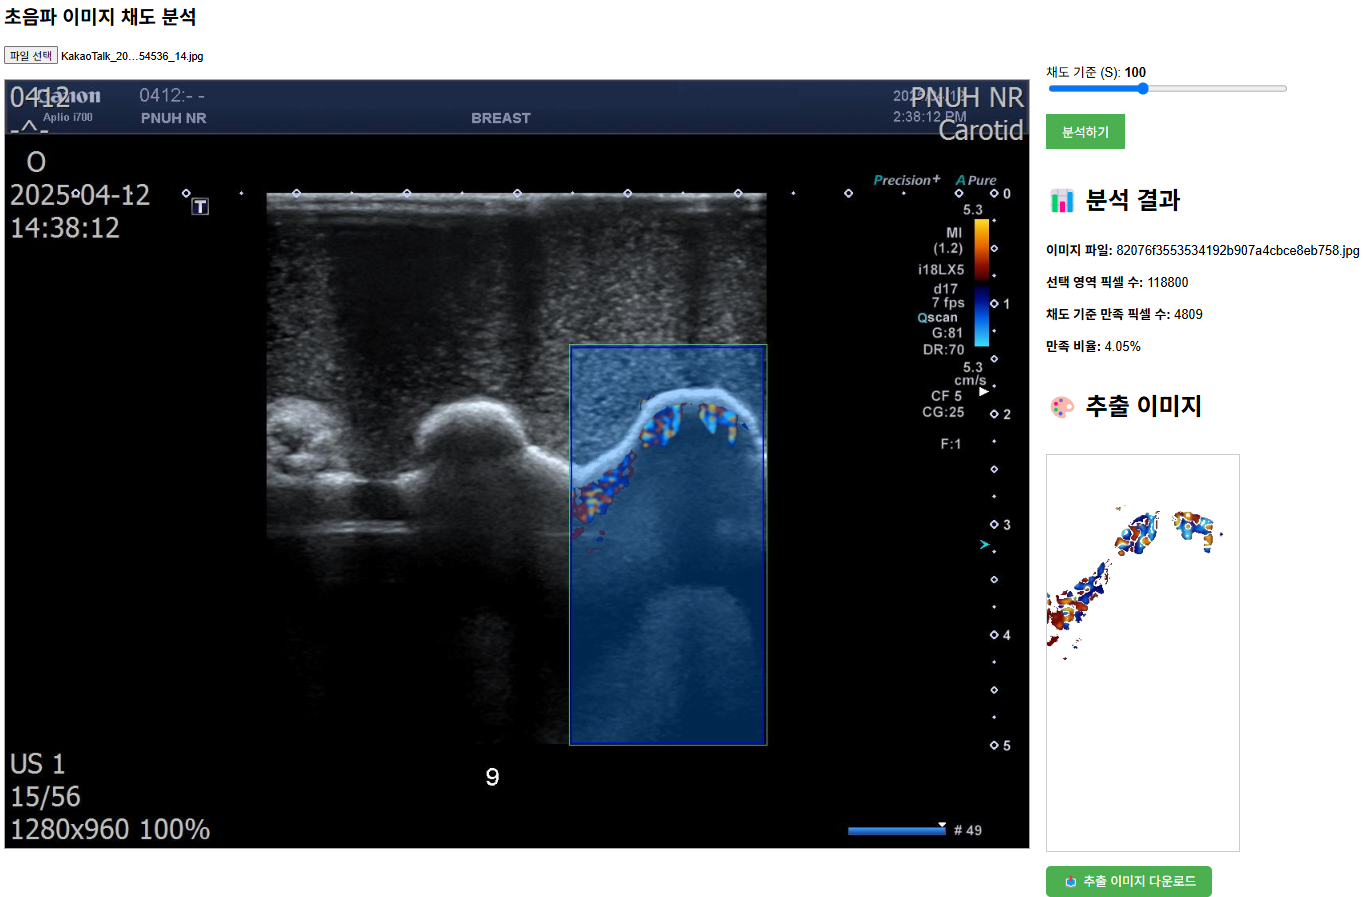 초음파 이미지 채도 분석
파일 선택 KakaoTalk_20...54536_14.jpg
채도 기준 (S): 100
분석하기
0412
Canon
0412:- -
PNUH NR
Aplio i700
PNUH NR
BREAST
2:38:12 PM
Carotid
-^-
O
2025-04-12
14:38:12
T
Precision+ APure
5.3
MI
(1.2)
i18LX5
d17
7 fps
Qscan
G:81
DR:70
5.3
cm/s
CF 5
CG:25
F:1
0
1
2
3
4
5
US 1
15/56
1280x960 100%
9
# 49
분석 결과
이미지 파일: 82076f3553534192b907a4cbce8eb758.jpg
선택 영역 픽셀 수: 118800
채도 기준 만족 픽셀 수: 4809
만족 비율: 4.05%
추출 이미지
추출 이미지 다운로드